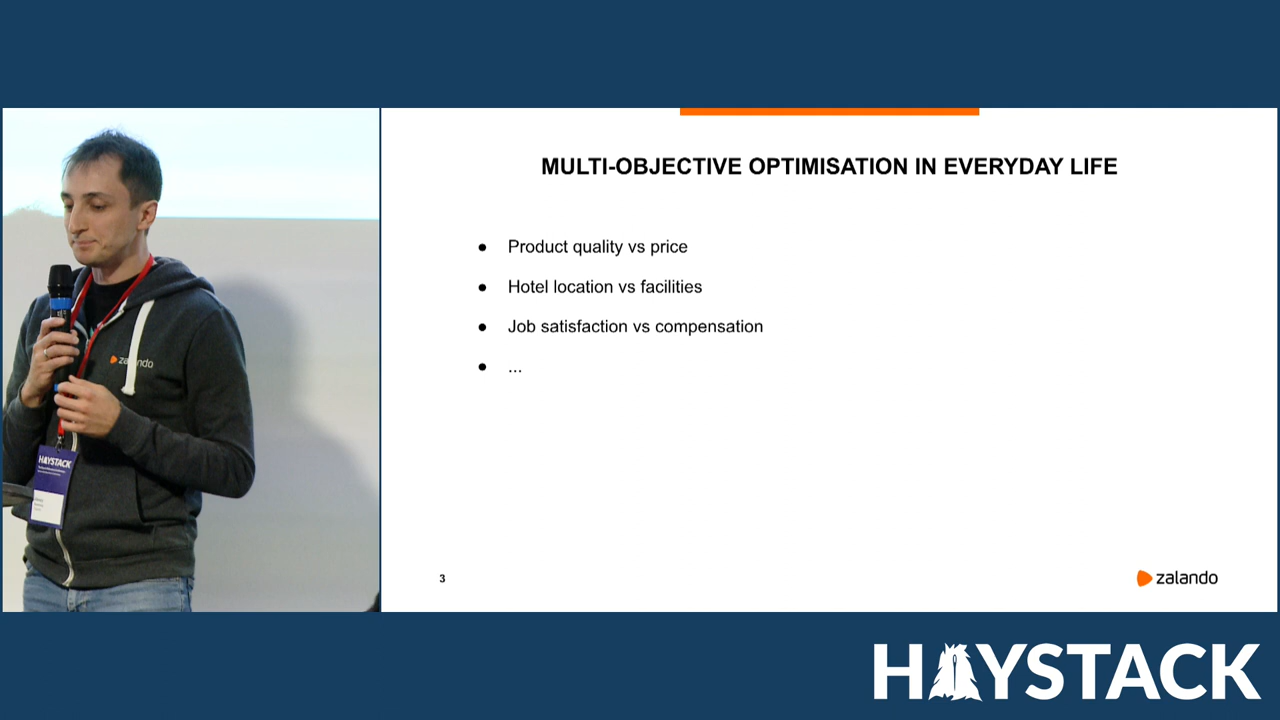 MULTI-OBJECTIVE OPTIMISATION IN EVERYDAY LIFE
● Product quality vs price
● Hotel location vs facilities
● Job satisfaction vs compensation
● ...
3
zalando
zalando
HAYSTACK
HAYSTACK